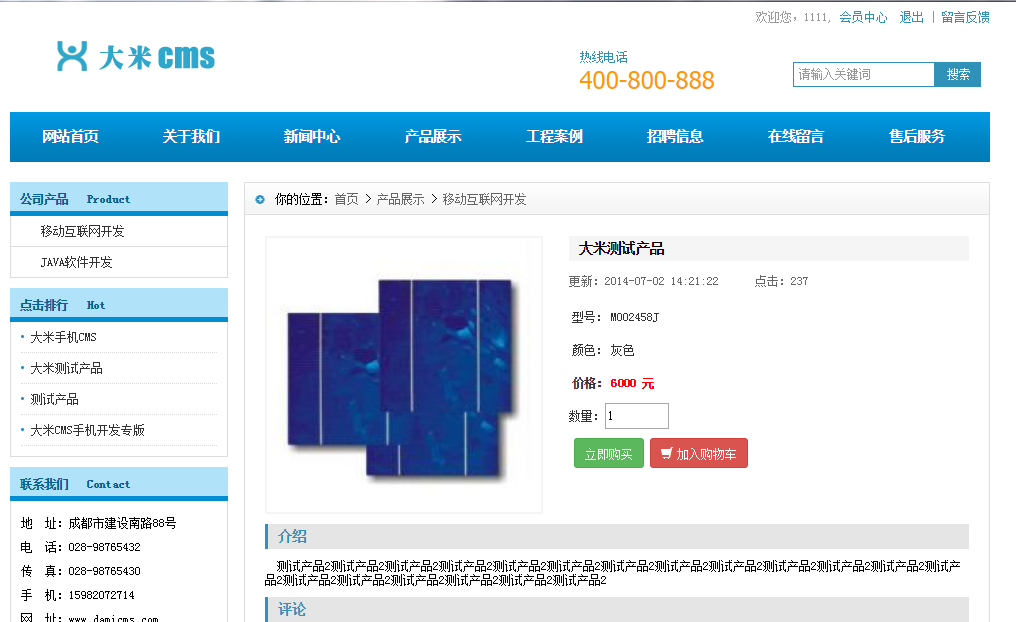 欢迎您，1111, 会员中心 退出 | 留言反馈
大米cms
热线电话
400-800-888
请输入关键词 搜索
网站首页 关于我们 新闻中心 产品展示 工程案例 招聘信息 在线留言 售后服务
公司产品 Product
移动互联网开发
JAVA软件开发
点击排行 Hot
大米手机CMS
大米测试产品
测试产品
大米CMS手机开发专版
联系我们 Contact
地 址：成都市建设南路88号
电 话：028-98765432
传 真：028-98765430
手 机：15982072714
网 址：www.damicms.com
你的位置：首页 > 产品展示 > 移动互联网开发
大米测试产品
更新：2014-07-02 14:21:22 点击：237
型号： M002458J
颜色： 灰色
价格： 6000 元
数量： 1
立即购买 加入购物车
介绍
测试产品2测试产品2测试产品2测试产品2测试产品2测试产品2测试产品2测试产品2测试产品2测试产品2测试产品2测试产品2测试产
品2测试产品2测试产品2测试产品2测试产品2测试产品2测试产品2
评论